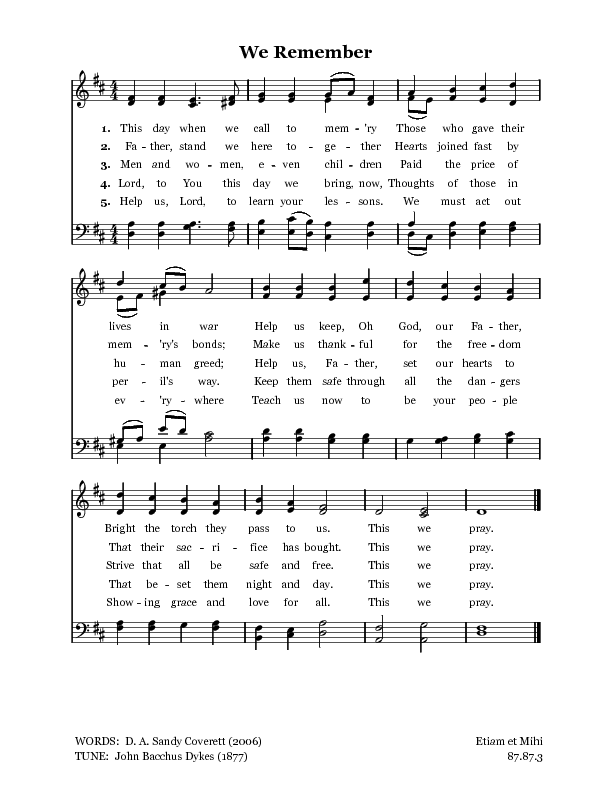 We Remember
1. This day when we call to mem - 'ry Those who gave their
2. Fa - ther, stand we here to - ge - ther Hearts joined fast by
3. Men and wo - men, e - ven chil - dren Paid the price of
4. Lord, to You this day we bring, now, Thoughts of those in
5. Help us, Lord, to learn your les - sons. We must act out
lives in war Help us keep, Oh God, our Fa - ther,
mem - 'ry's bonds; Make us thank - ful for the free - dom
hu - man greed; Help us, Fa - ther, set our hearts to
per - il's way. Keep them safe through all the dan - gers
ev - 'ry - where Teach us now to be your peo - ple
Bright the torch they pass to us. This we pray.
That their sac - ri - fice has bought. This we pray.
Strive that all be safe and free. This we pray.
That be - set them night and day. This we pray.
Show - ing grace and love for all. This we pray.
WORDS: D. A. Sandy Coverett (2006) Etiam et Mihi
TUNE: John Bacchus Dykes (1877) 87.87.3